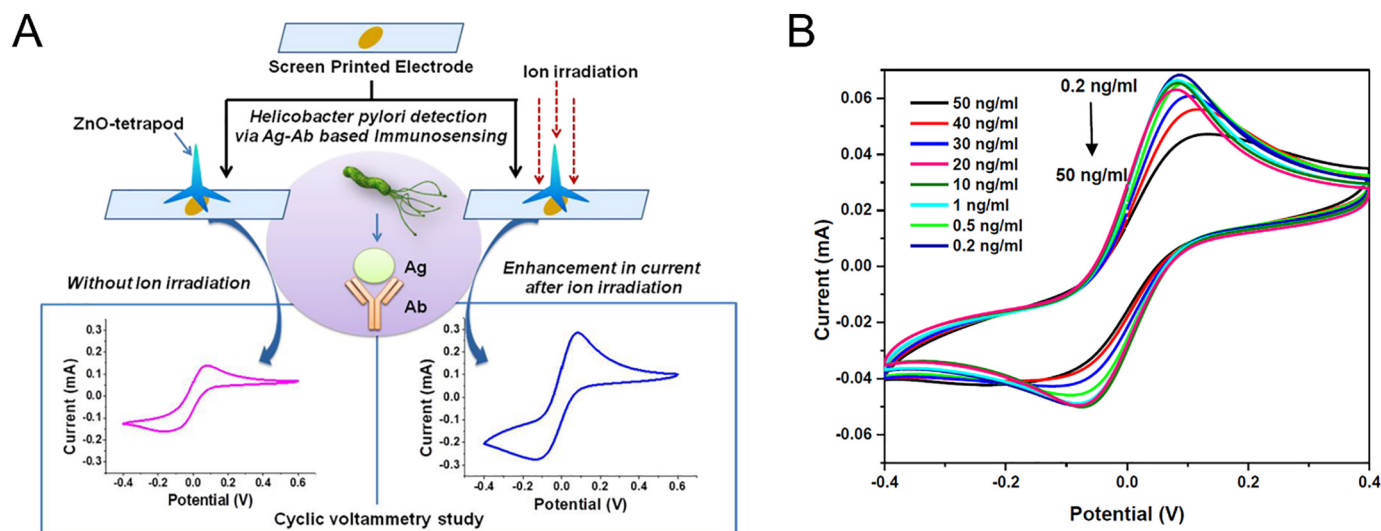 A
Screen Printed Electrode
Ion irradiation
Helicobacter pylori detection
via Ag-Ab based Immunosensing
ZnO-tetrapod
Ag
Ab
Without Ion irradiation
Enhancement in current
after ion irradiation
Current (mA)
0.3
0.2
0.1
0.0
-0.1
-0.2
-0.3
-0.4 -0.2 0.0 0.2 0.4 0.6
Potential (V)
Current (mA)
0.3
0.2
0.1
0.0
-0.1
-0.2
-0.3
-0.4 -0.2 0.0 0.2 0.4 0.6
Potential (V)
Cyclic voltammetry study
B
Current (mA)
0.06
0.04
0.02
0.00
-0.02
-0.04
-0.06
50 ng/ml
40 ng/ml
30 ng/ml
20 ng/ml
10 ng/ml
1 ng/ml
0.5 ng/ml
0.2 ng/ml
0.2 ng/ml
50 ng/ml
-0.4 -0.2 0.0 0.2 0.4
Potential (V)